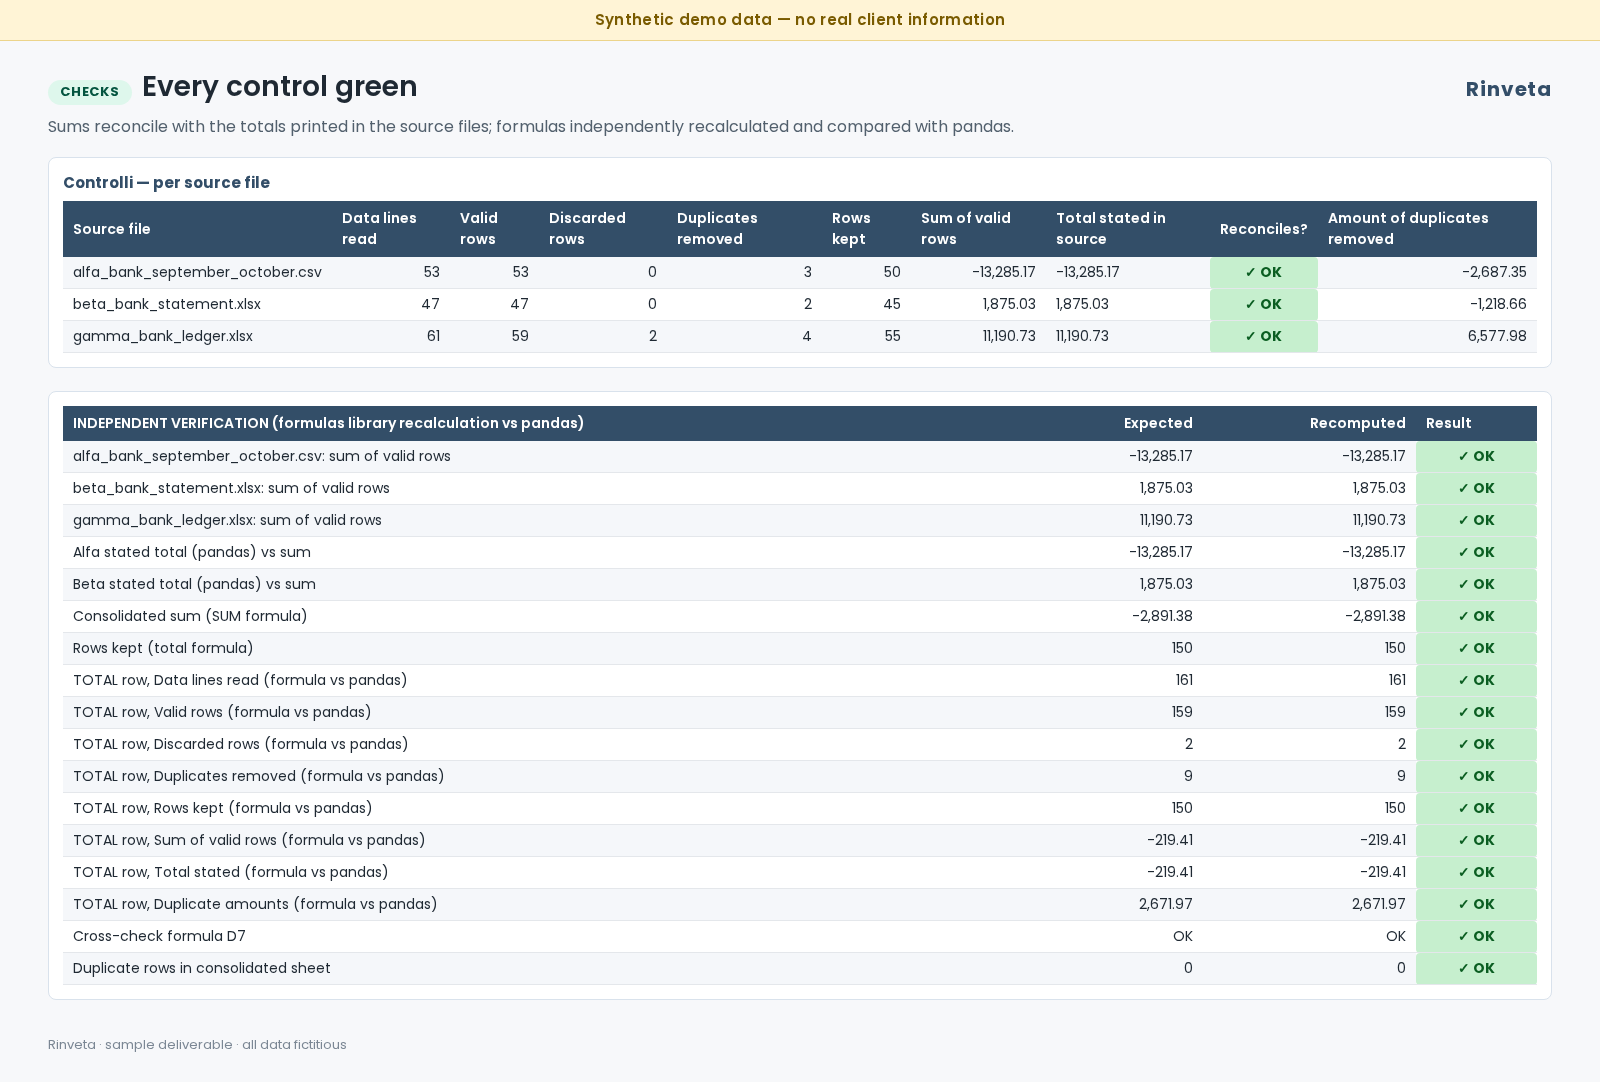 Synthetic demo data — no real client information
CHECKS Every control green
Rinveta
Sums reconcile with the totals printed in the source files; formulas independently recalculated and compared with pandas.
Controlli — per source file
Source file Data lines read Valid rows Discarded rows Duplicates removed Rows kept Sum of valid rows Total stated in source Reconciles? Amount of duplicates removed
alfa_bank_september_october.csv 53 53 0 3 50 -13,285.17 -13,285.17 ✓ OK -2,687.35
beta_bank_statement.xlsx 47 47 0 2 45 1,875.03 1,875.03 ✓ OK -1,218.66
gamma_bank_ledger.xlsx 61 59 2 4 55 11,190.73 11,190.73 ✓ OK 6,577.98
INDEPENDENT VERIFICATION (formulas library recalculation vs pandas) Expected Recomputed Result
alfa_bank_september_october.csv: sum of valid rows -13,285.17 -13,285.17 ✓ OK
beta_bank_statement.xlsx: sum of valid rows 1,875.03 1,875.03 ✓ OK
gamma_bank_ledger.xlsx: sum of valid rows 11,190.73 11,190.73 ✓ OK
Alfa stated total (pandas) vs sum -13,285.17 -13,285.17 ✓ OK
Beta stated total (pandas) vs sum 1,875.03 1,875.03 ✓ OK
Consolidated sum (SUM formula) -2,891.38 -2,891.38 ✓ OK
Rows kept (total formula) 150 150 ✓ OK
TOTAL row, Data lines read (formula vs pandas) 161 161 ✓ OK
TOTAL row, Valid rows (formula vs pandas) 159 159 ✓ OK
TOTAL row, Discarded rows (formula vs pandas) 2 2 ✓ OK
TOTAL row, Duplicates removed (formula vs pandas) 9 9 ✓ OK
TOTAL row, Rows kept (formula vs pandas) 150 150 ✓ OK
TOTAL row, Sum of valid rows (formula vs pandas) -219.41 -219.41 ✓ OK
TOTAL row, Total stated (formula vs pandas) -219.41 -219.41 ✓ OK
TOTAL row, Duplicate amounts (formula vs pandas) 2,671.97 2,671.97 ✓ OK
Cross-check formula D7 OK OK ✓ OK
Duplicate rows in consolidated sheet 0 0 ✓ OK
Rinveta · sample deliverable · all data fictitious